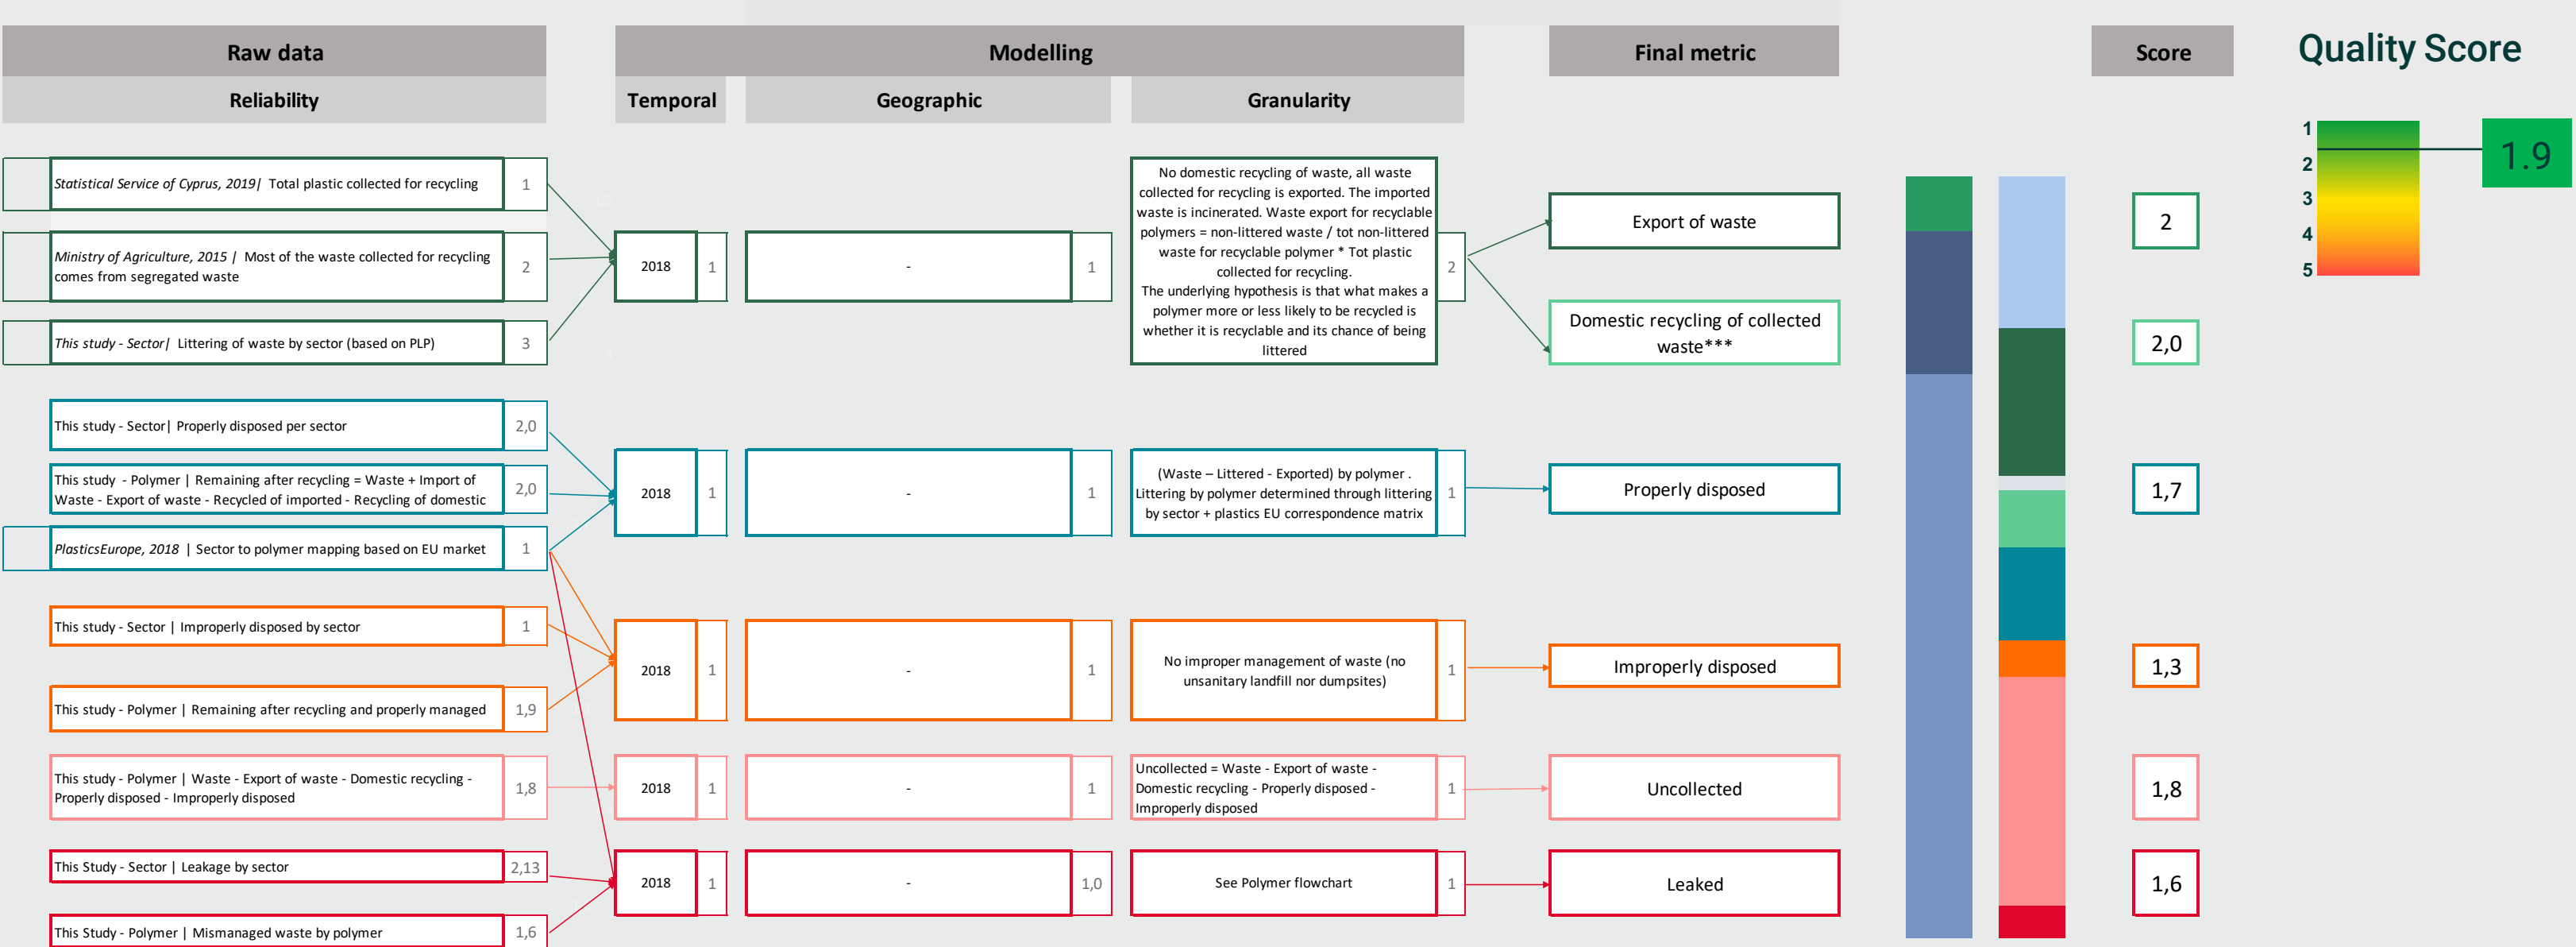 Raw data
Modelling
Final metric
Score
Quality Score
Reliability
Temporal
Geographic
Granularity
1
2
3
4
5
1.9
Statistical Service of Cyprus, 2019| Total plastic collected for recycling
1
Ministry of Agriculture, 2015 | Most of the waste collected for recycling
comes from segregated waste
2
This study - Sector| Littering of waste by sector (based on PLP)
3
2018
1
-
1
No domestic recycling of waste, all waste
collected for recycling is exported. The imported
waste is incinerated. Waste export for recyclable
polymers = non-littered waste / tot non-littered
waste for recyclable polymer * Tot plastic
collected for recycling.
The underlying hypothesis is that what makes a
polymer more or less likely to be recycled is
whether it is recyclable and its chance of being
littered
2
Export of waste
2
Domestic recycling of collected
waste***
2,0
This study - Sector| Properly disposed per sector
2,0
This study - Polymer | Remaining after recycling = Waste + Import of
Waste - Export of waste - Recycled of imported - Recycling of domestic
2,0
PlasticsEurope, 2018 | Sector to polymer mapping based on EU market
1
2018
1
-
1
(Waste – Littered - Exported) by polymer .
Littering by polymer determined through littering
by sector + plastics EU correspondence matrix
1
Properly disposed
1,7
This study - Sector | Improperly disposed by sector
1
This study - Polymer | Remaining after recycling and properly managed
1,9
2018
1
-
1
No improper management of waste (no
unsanitary landfill nor dumpsites)
1
Improperly disposed
1,3
This study - Polymer | Waste - Export of waste - Domestic recycling -
Properly disposed - Improperly disposed
1,8
2018
1
-
1
Uncollected = Waste - Export of waste -
Domestic recycling - Properly disposed -
Improperly disposed
1
Uncollected
1,8
This Study - Sector | Leakage by sector
2,13
This Study - Polymer | Mismanaged waste by polymer
1,6
2018
1
-
1,0
See Polymer flowchart
1
Leaked
1,6